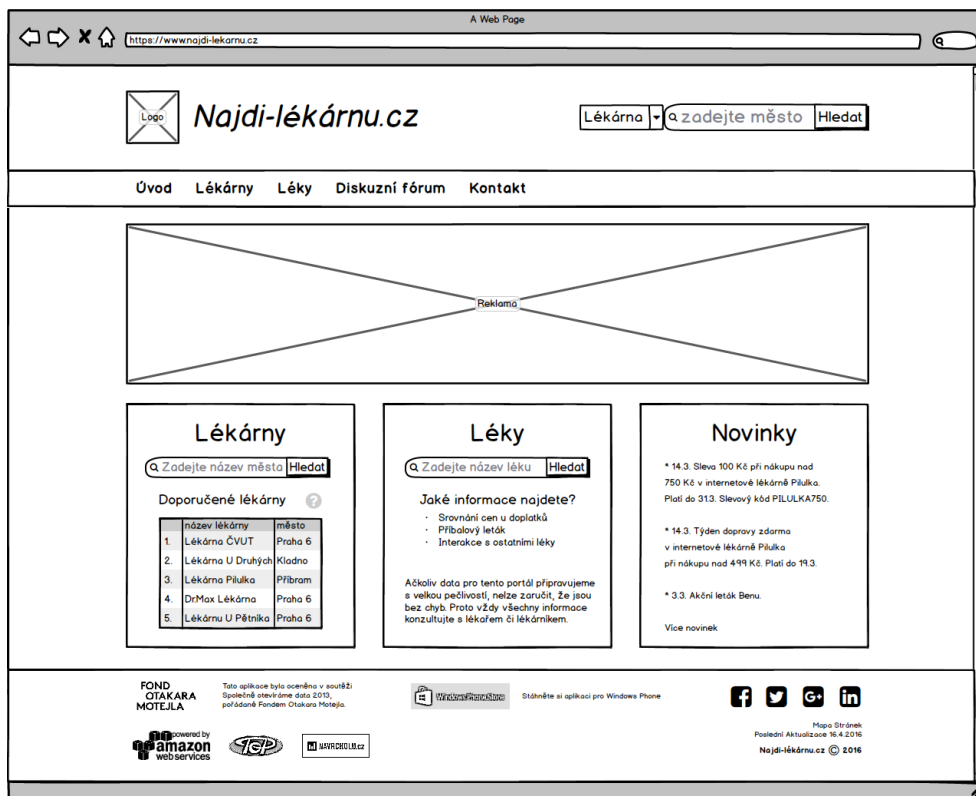 A Web Page
https://www.najdi-lekarnu.cz
Logo
Najdi-lékárnu.cz
Lékárna
zadejte město
Hledat
Úvod Lékárny Léky Diskuzní fórum Kontakt
Reklama
Lékárny
Zadejte název města Hledat
Doporučené lékárny ?
název lékárny město
1. Lékárna ČVUT Praha 6
2. Lékárna U Druhých Kladno
3. Lékárna Pilulka Příbram
4. Dr.Max Lékárna Praha 6
5. Lékárnu U Pětníka Praha 6
Léky
Zadejte název léku Hledat
Jaké informace najdete?
· Srovnání cen u doplatků
· Příbalový leták
· Interakce s ostatními léky
Ačkoliv data pro tento portál připravujeme
s velkou pečlivostí, nelze zaručit, že jsou
bez chyb. Proto vždy všechny informace
konzultujte s lékařem či lékárníkem.
Novinky
* 14.3. Sleva 100 Kč při nákupu nad
750 Kč v internetové lékárně Pilulka.
Platí do 31.3. Slevový kód PILULKA750.
* 14.3. Týden dopravy zdarma
v internetové lékárně Pilulka
při nákupu nad 499 Kč. Platí do 19.3.
* 3.3. Akční leták Benu.
Více novinek
FOND
OTAKARA
MOTEJLA
Tato aplikace byla oceněna v soutěži
Společně otevíráme data 2013,
pořádané Fondem Otakara Motejla.
Windows Phone Store
Stáhněte si aplikaci pro Windows Phone
powered by
amazon
web services
TGP
NAVRCHOLU.cz
Mapa Stránek
Poslední Aktualizace 16.4.2016
Najdi-lékárnu.cz © 2016